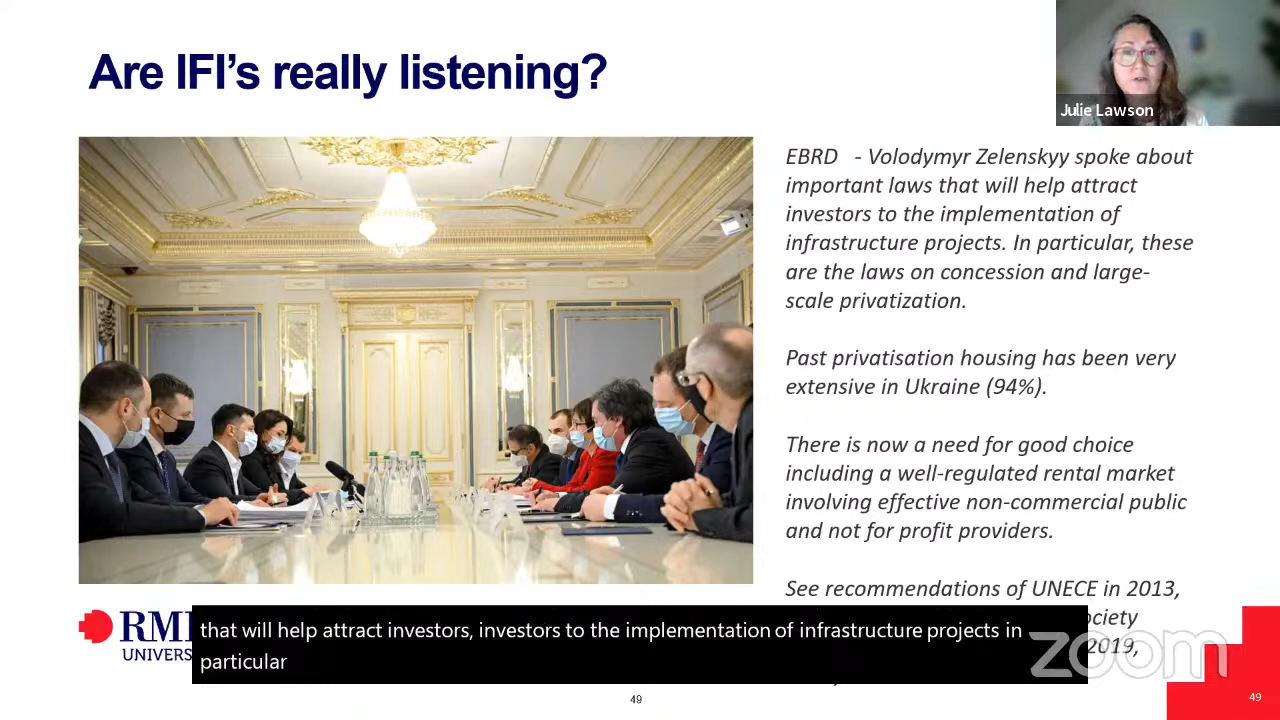 Are IFI’s really listening?
Julie Lawson
EBRD - Volodymyr Zelenskyy spoke about
important laws that will help attract
investors to the implementation of
infrastructure projects. In particular, these
are the laws on concession and large-
scale privatization.
Past privatisation housing has been very
extensive in Ukraine (94%).
There is now a need for good choice
including a well-regulated rental market
involving effective non-commercial public
and not for profit providers.
See recommendations of UNECE in 2013,
2019,
that will help attract investors, investors to the implementation of infrastructure projects in
particular
zoom
49
49